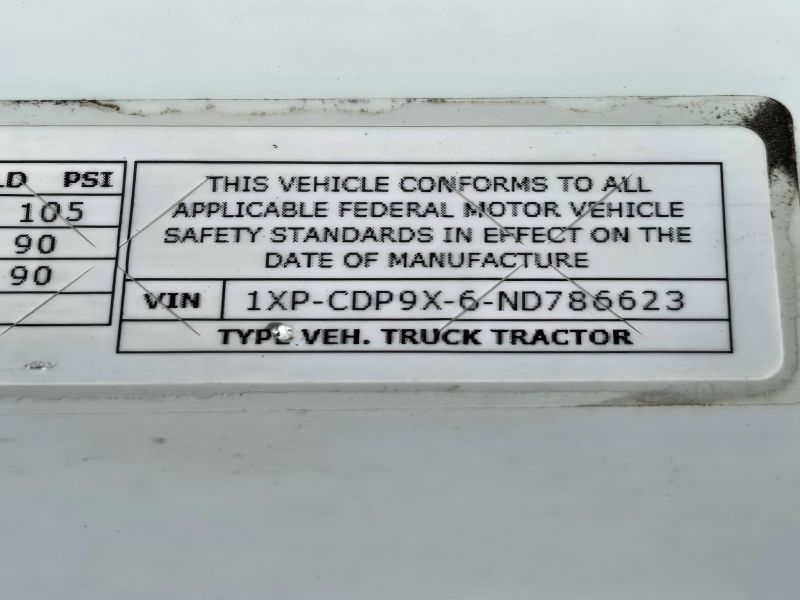 LD PSI
105
90
90
THIS VEHICLE CONFORMS TO ALL
APPLICABLE FEDERAL MOTOR VEHICLE
SAFETY STANDARDS IN EFFECT ON THE
DATE OF MANUFACTURE
VIN 1XP-CDP9X-6-ND786623
TYPE VEH. TRUCK TRACTOR